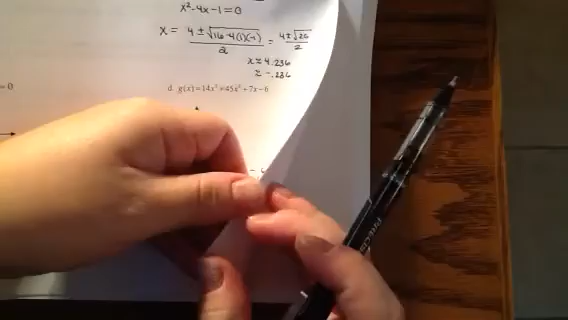 x²-4x-1=0
x = 4±√16-4(1)(-1) / 2 = 4±√20 / 2
x≈4.236
≈ -.236
=0
d. g(x)=14x³+45x²+7x-6